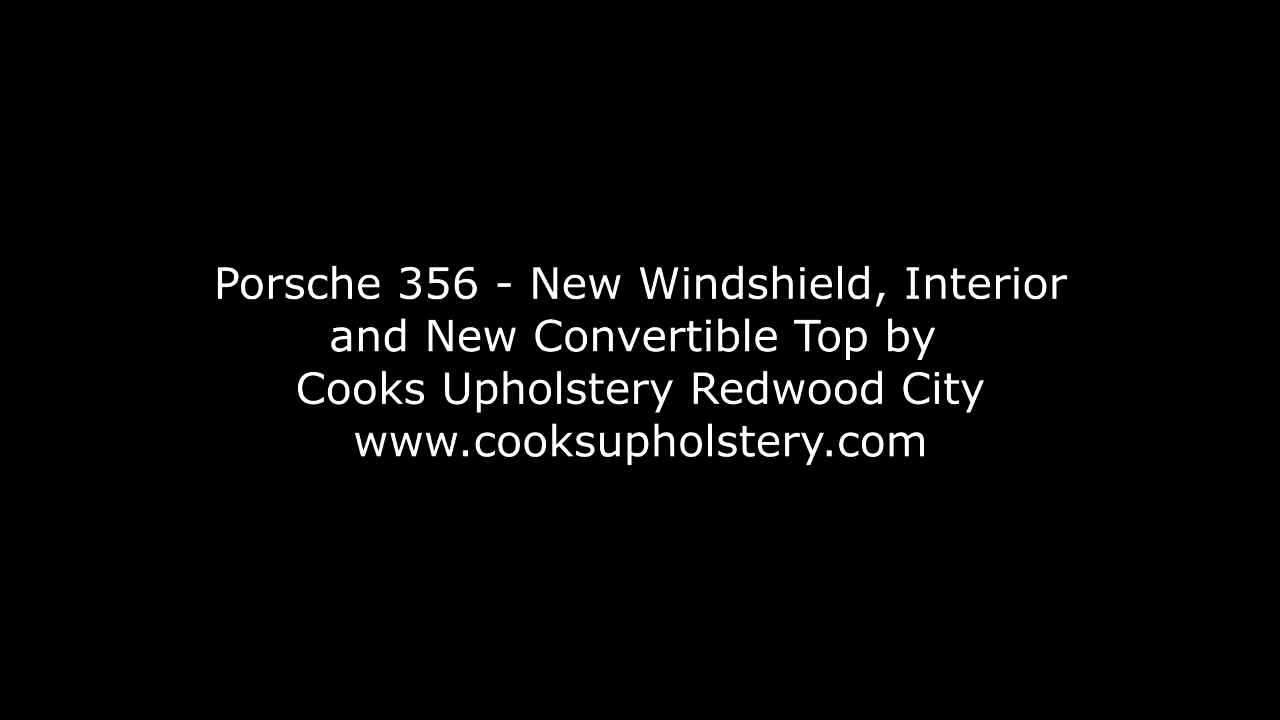 Porsche 356 - New Windshield, Interior
and New Convertible Top by
Cooks Upholstery Redwood City
www.cooksupholstery.com